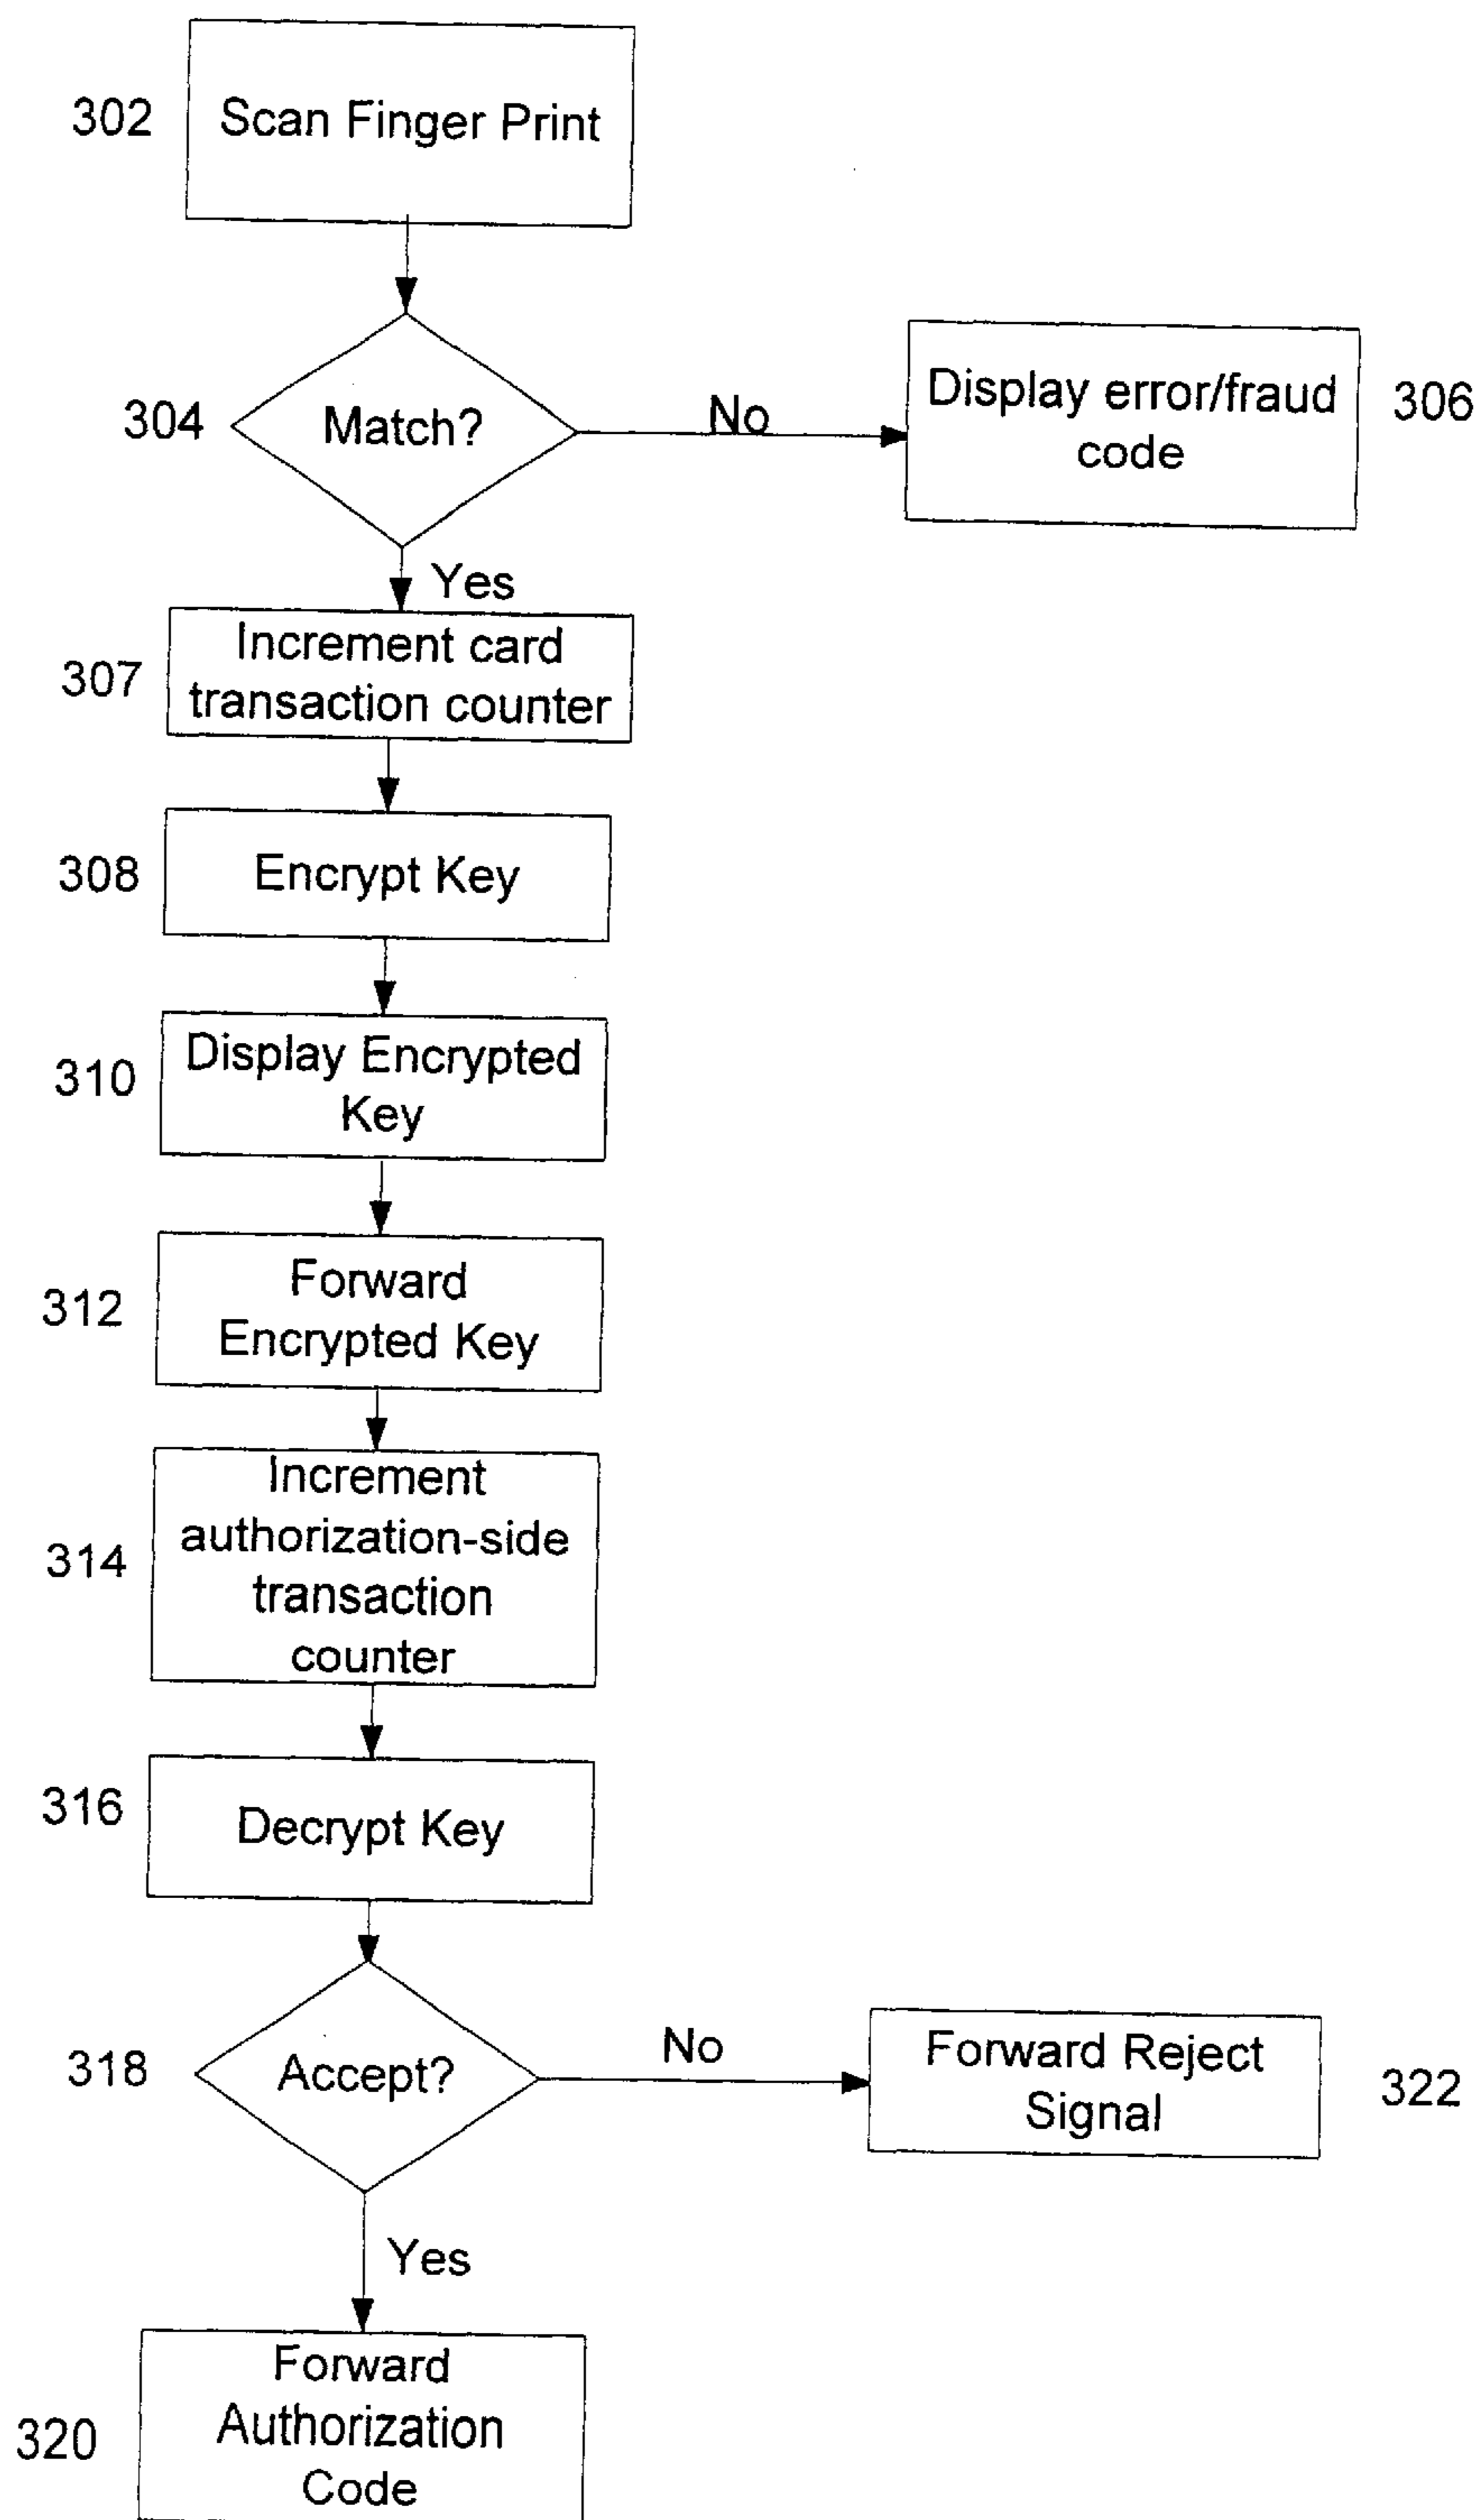 302
Scan Finger Print
304
Match?
No
Display error/fraud
code
306
Yes
307
Increment card
transaction counter
308
Encrypt Key
310
Display Encrypted
Key
312
Forward
Encrypted Key
314
Increment
authorization-side
transaction
counter
316
Decrypt Key
318
Accept?
No
Forward Reject
Signal
322
Yes
320
Forward
Authorization
Code